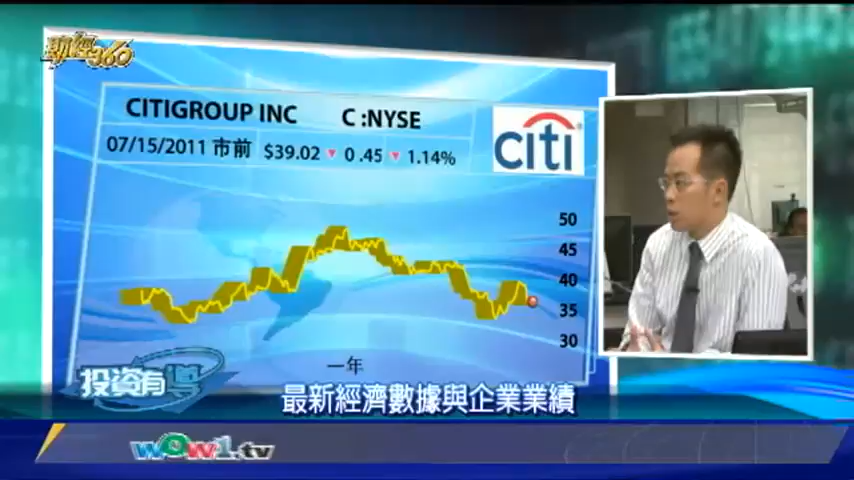 財經360
CITIGROUP INC C :NYSE
07/15/2011 市前 $39.02 ▼ 0.45 ▼ 1.14%
citi
50
45
40
35
30
一年
投資有道
最新經濟數據與企業業績
wow1.tv